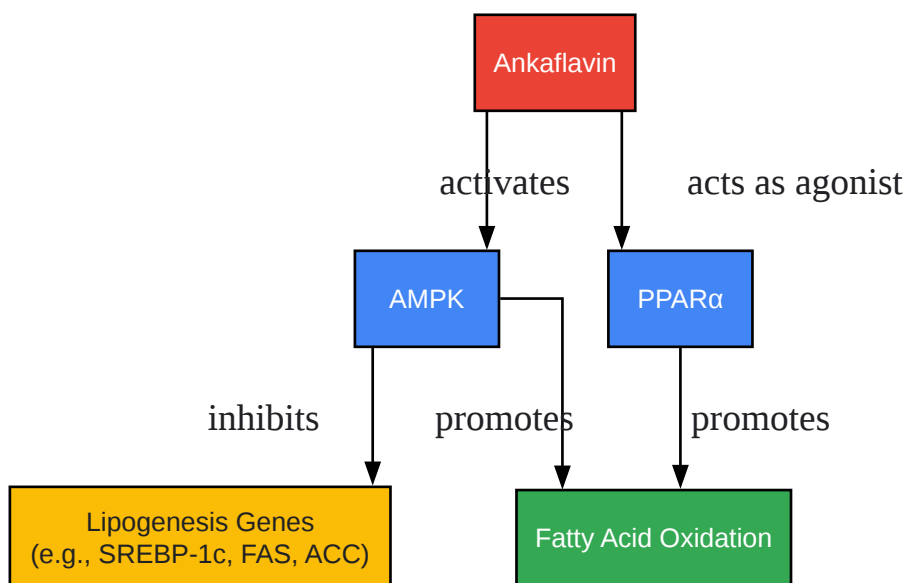 Ankaflavin
activates
acts as agonist
AMPK
PPARα
inhibits
promotes
promotes
Lipogenesis Genes
(e.g., SREBP-1c, FAS, ACC)
Fatty Acid Oxidation